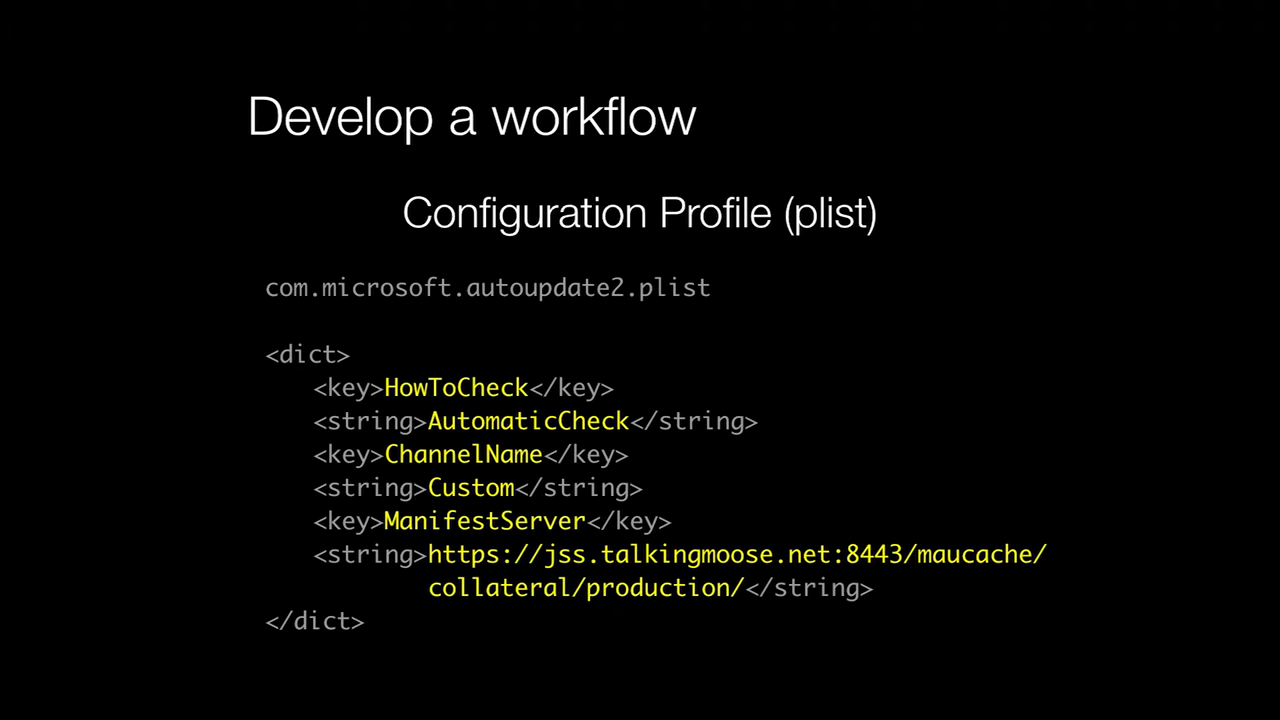 Develop a workflow
Configuration Profile (plist)
com.microsoft.autoupdate2.plist
<dict>
<key>HowToCheck</key>
<string>AutomaticCheck</string>
<key>ChannelName</key>
<string>Custom</string>
<key>ManifestServer</key>
<string>https://jss.talkingmoose.net:8443/maucache/
collateral/production/</string>
</dict>